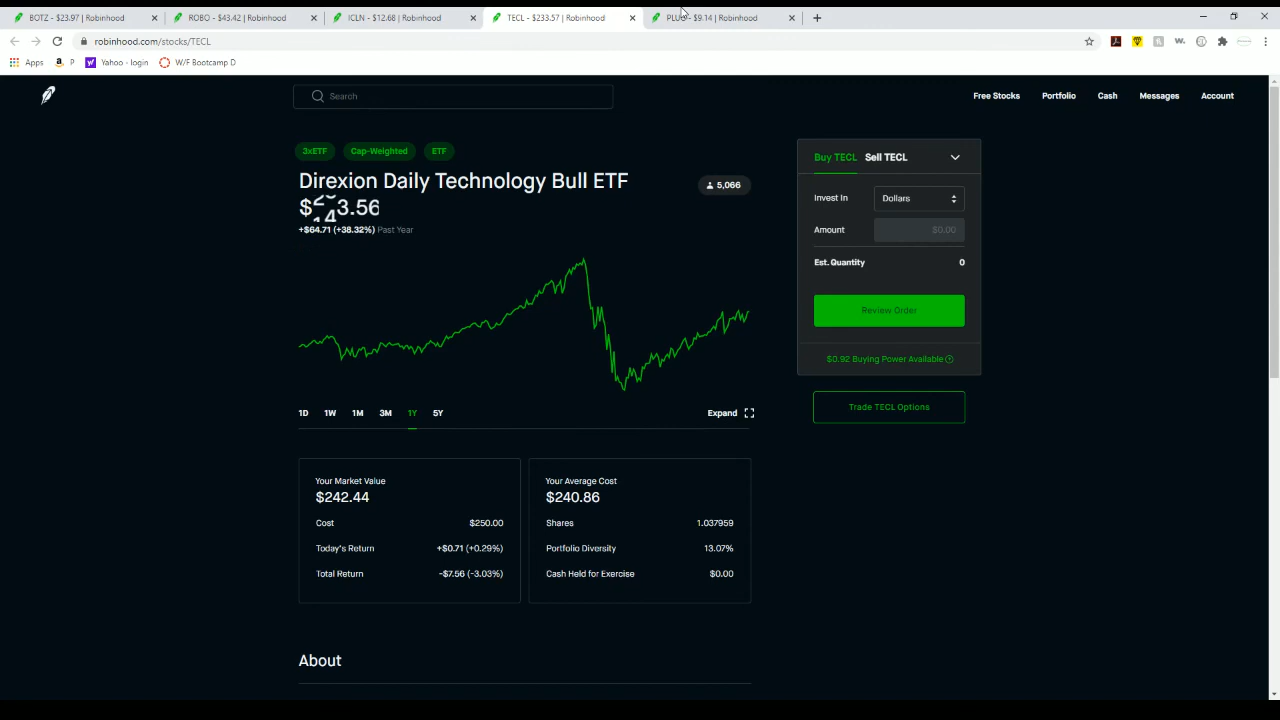 BOTZ - $23.97 | Robinhood
ROBO - $43.42 | Robinhood
ICLN - $12.68 | Robinhood
TECL - $233.57 | Robinhood
$9.14 | Robinhood
robinhood.com/stocks/TECL
Apps
P
Yahoo - login
W/F Bootcamp D
Search
Free Stocks
Portfolio
Cash
Messages
Account
3xETF
Cap-Weighted
ETF
Direxion Daily Technology Bull ETF
5,066
+$64.71 (+38.32%) Past Year
1D
1W
1M
3M
1Y
5Y
Expand
Buy TECL
Sell TECL
Invest In
Dollars
Amount
$0.00
Est. Quantity
0
Review Order
$0.92 Buying Power Available
Trade TECL Options
Your Market Value
$242.44
Cost
$250.00
Today's Return
+$0.71 (+0.29%)
Total Return
-$7.56 (-3.03%)
Your Average Cost
$240.86
Shares
1.037959
Portfolio Diversity
13.07%
Cash Held for Exercise
$0.00
About